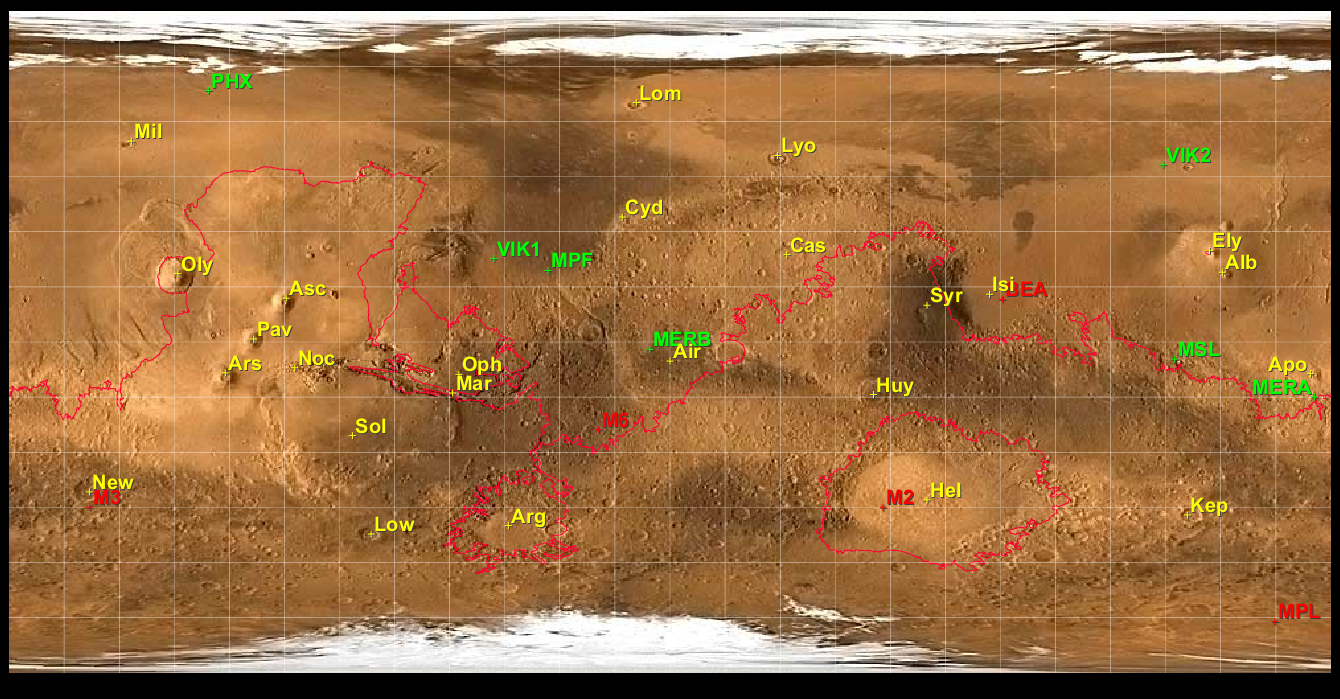 PHX
Lom
Mil
Lyo
VIK2
Cyd
Ely
VIK1
Cas
MPF
Oly
Alb
Asc
Isi
BEA
Syr
Pav
MERB
Air
MSL
Ars
Noc
Oph
Apo
Mar
Huy
MERA
M6
Sol
New
M3
M2
Hel
Arg
Kep
Low
MPL